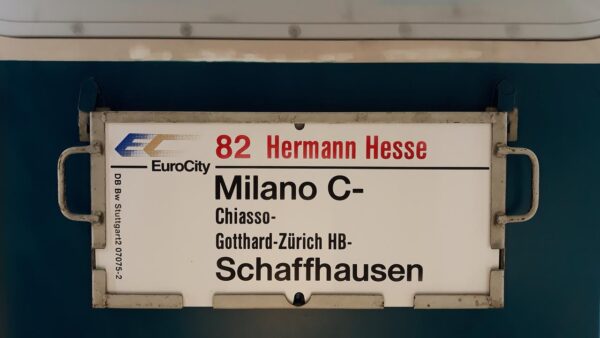 EC
EuroCity
82 Hermann Hesse
Milano C-
Chiasso-
Gotthard-Zürich HB-
Schaffhausen
DB Bw Stuttgart2 07075-2